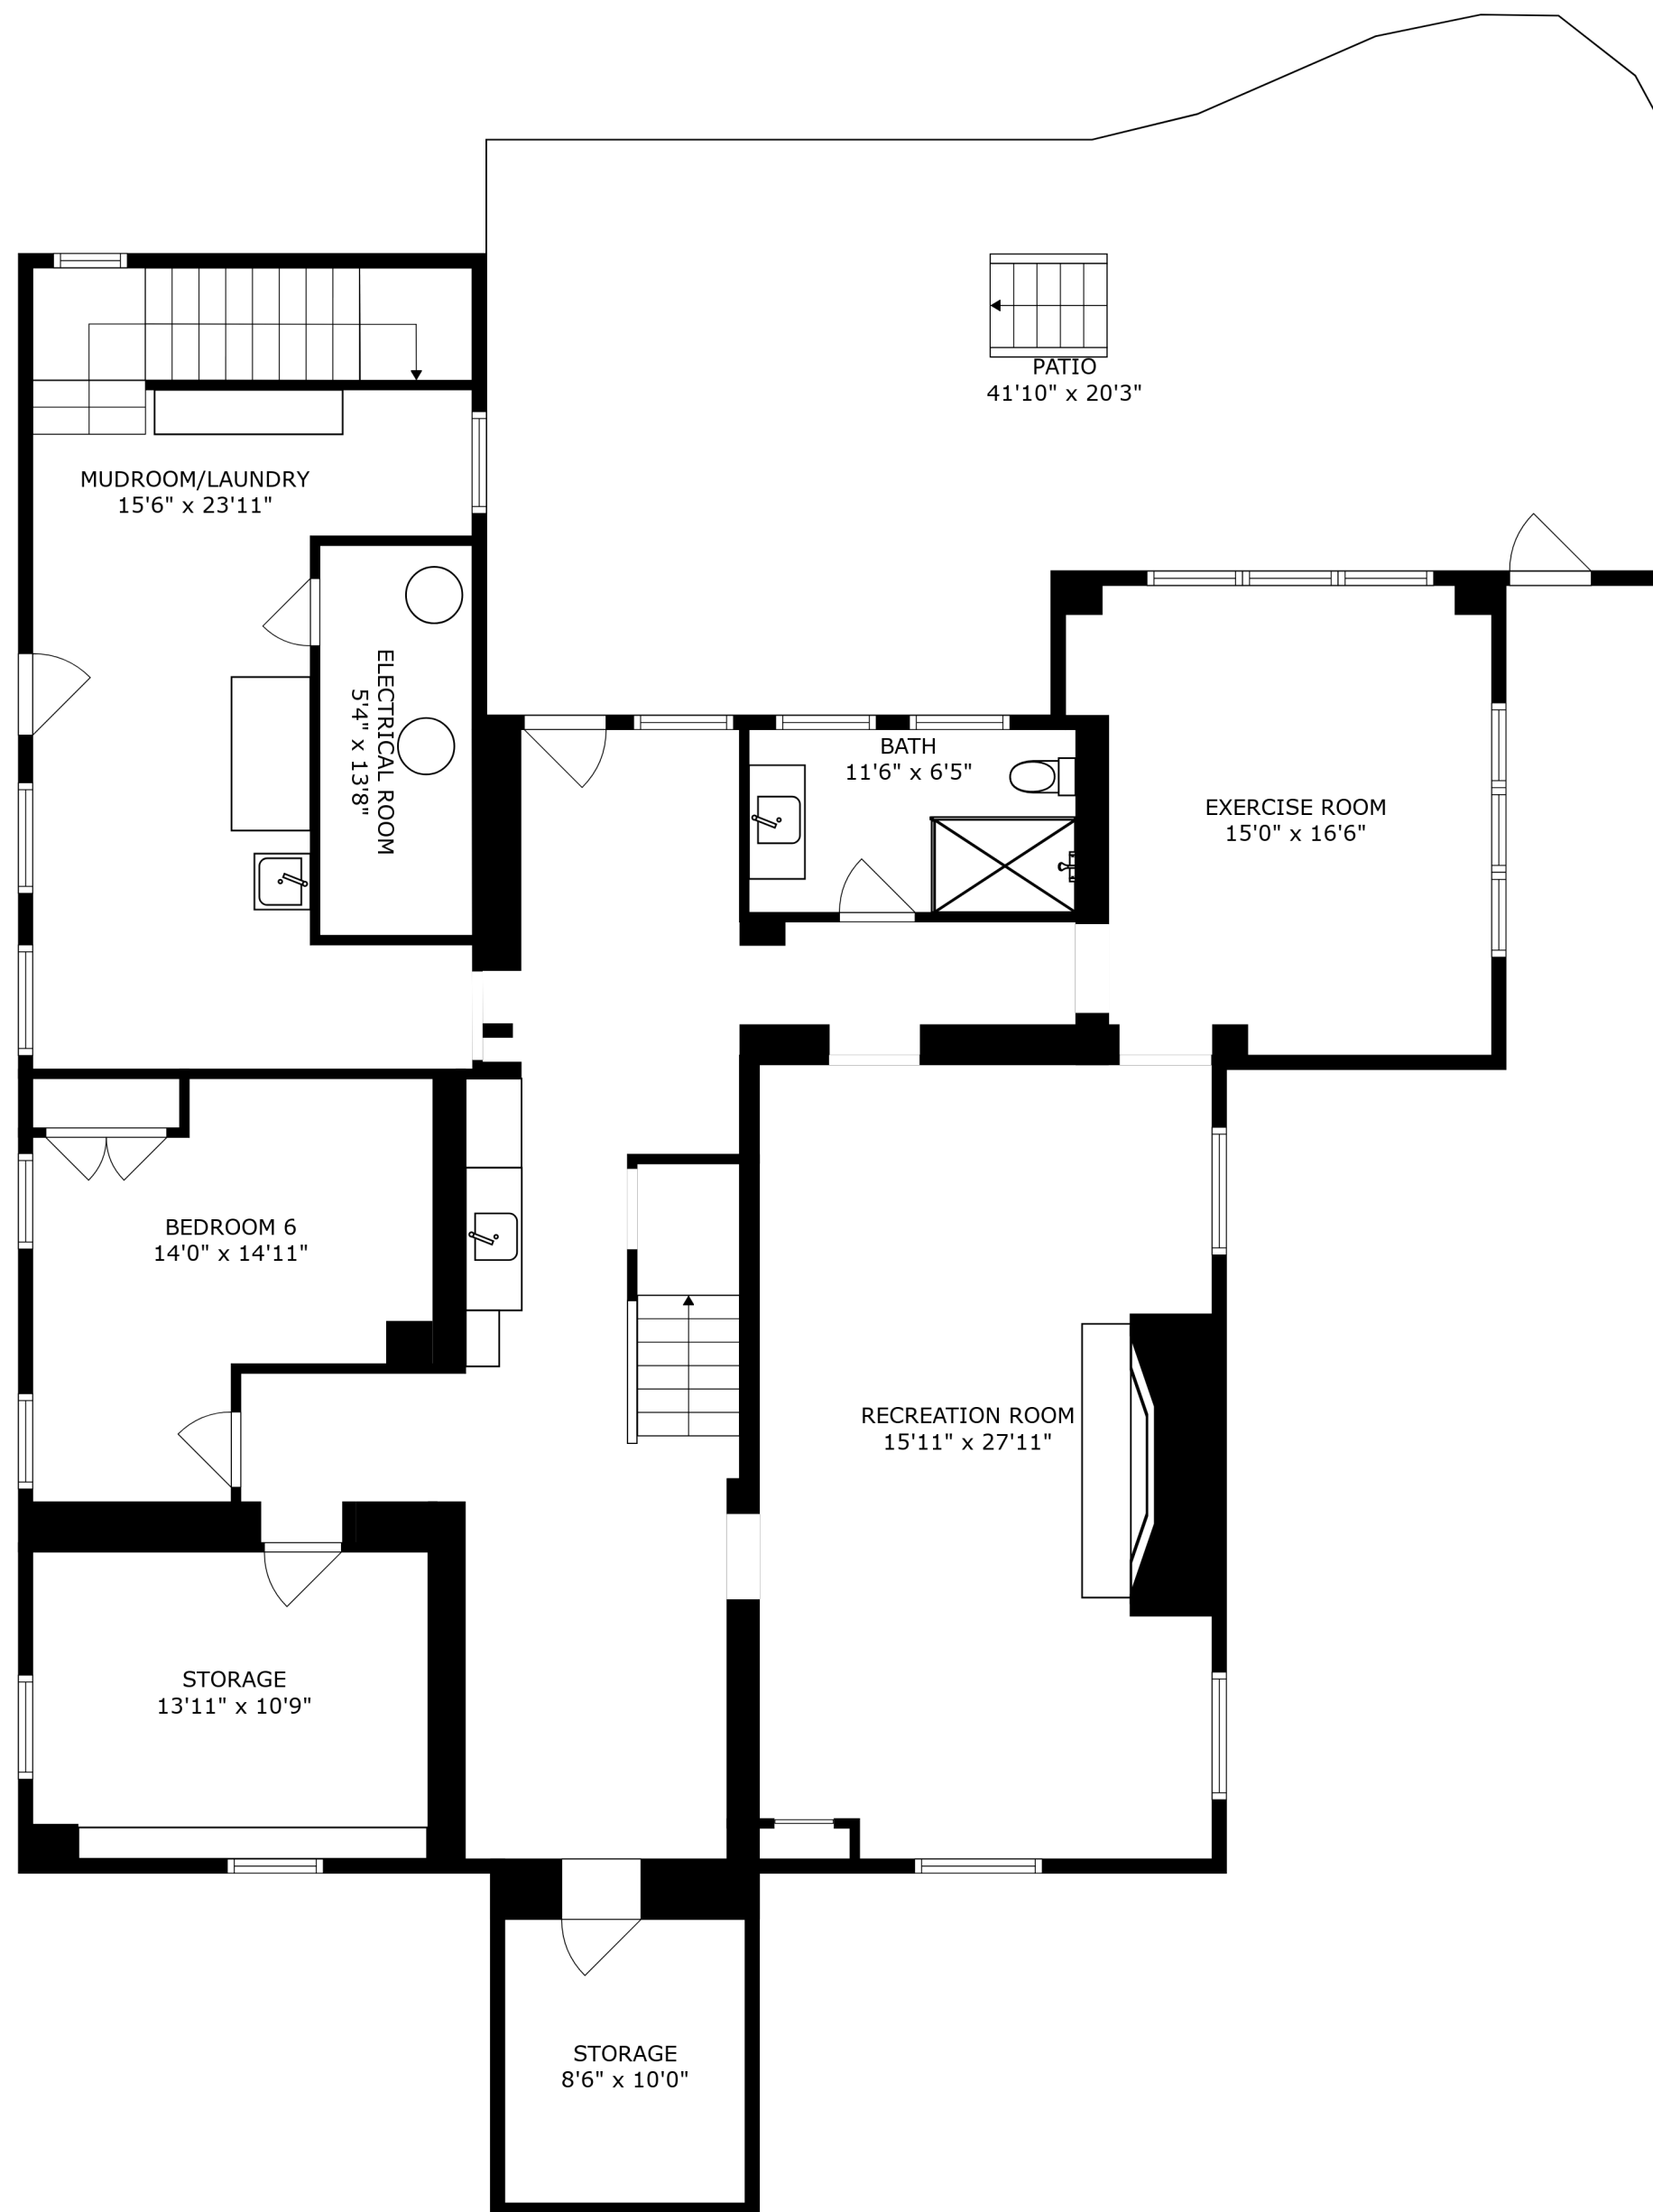 PATIO
41'10" x 20'3"
MUDROOM/LAUNDRY
15'6" x 23'11"
ELECTRICAL ROOM
5'4" x 13'8"
BATH
11'6" x 6'5"
EXERCISE ROOM
15'0" x 16'6"
BEDROOM 6
14'0" x 14'11"
RECREATION ROOM
15'11" x 27'11"
STORAGE
13'11" x 10'9"
STORAGE
8'6" x 10'0"